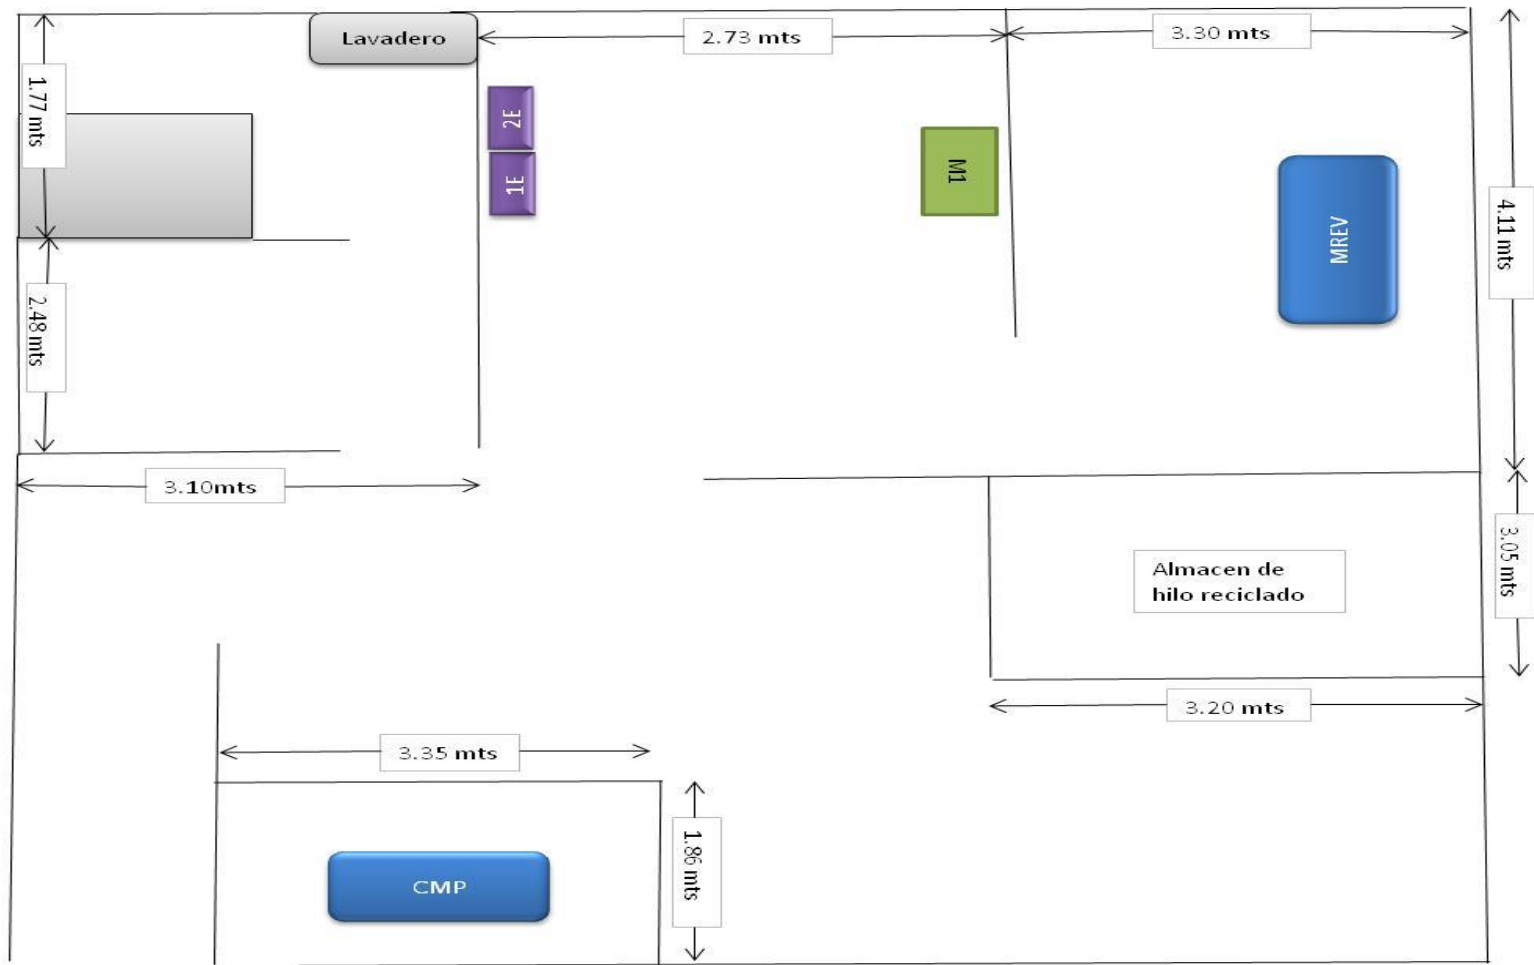 Lavadero
2.73 mts
3.30 mts
1.77 mts
2E
1E
M1
MREV
4.11 mts
2.48 mts
3.10mts
Almacen de
hilo reciclado
3.05 mts
3.20 mts
3.35 mts
1.86 mts
CMP